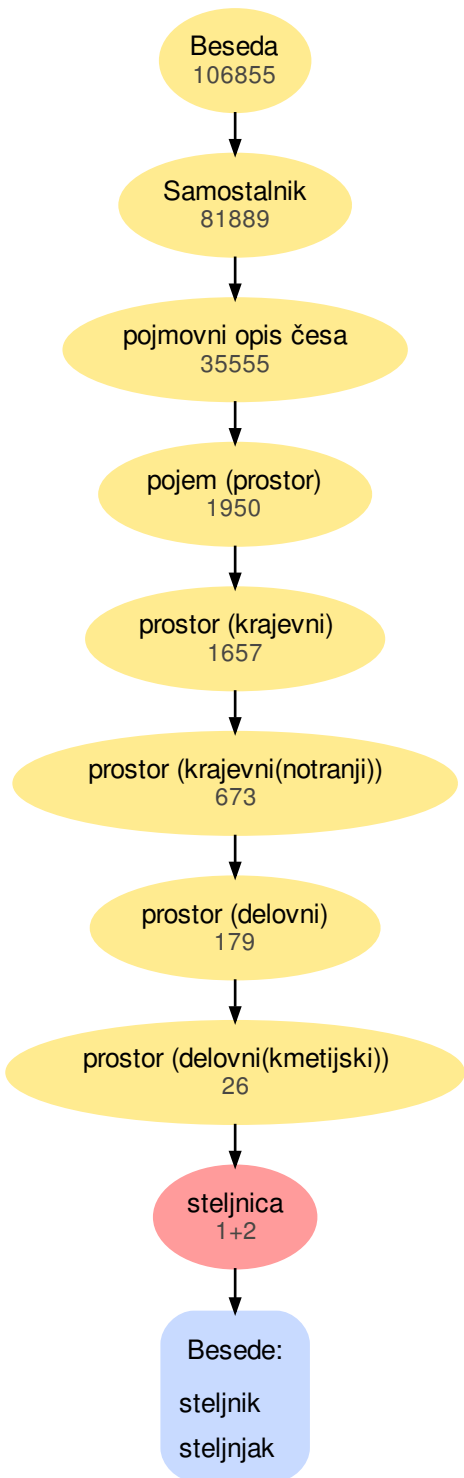 Beseda
106855
Samostalnik
81889
pojmovni opis česa
35555
pojem (prostor)
1950
prostor (krajevni)
1657
prostor (krajevni(notranji))
673
prostor (delovni)
179
prostor (delovni(kmetijski))
26
steljnica
1+2
Besede:
steljnik
steljnjak